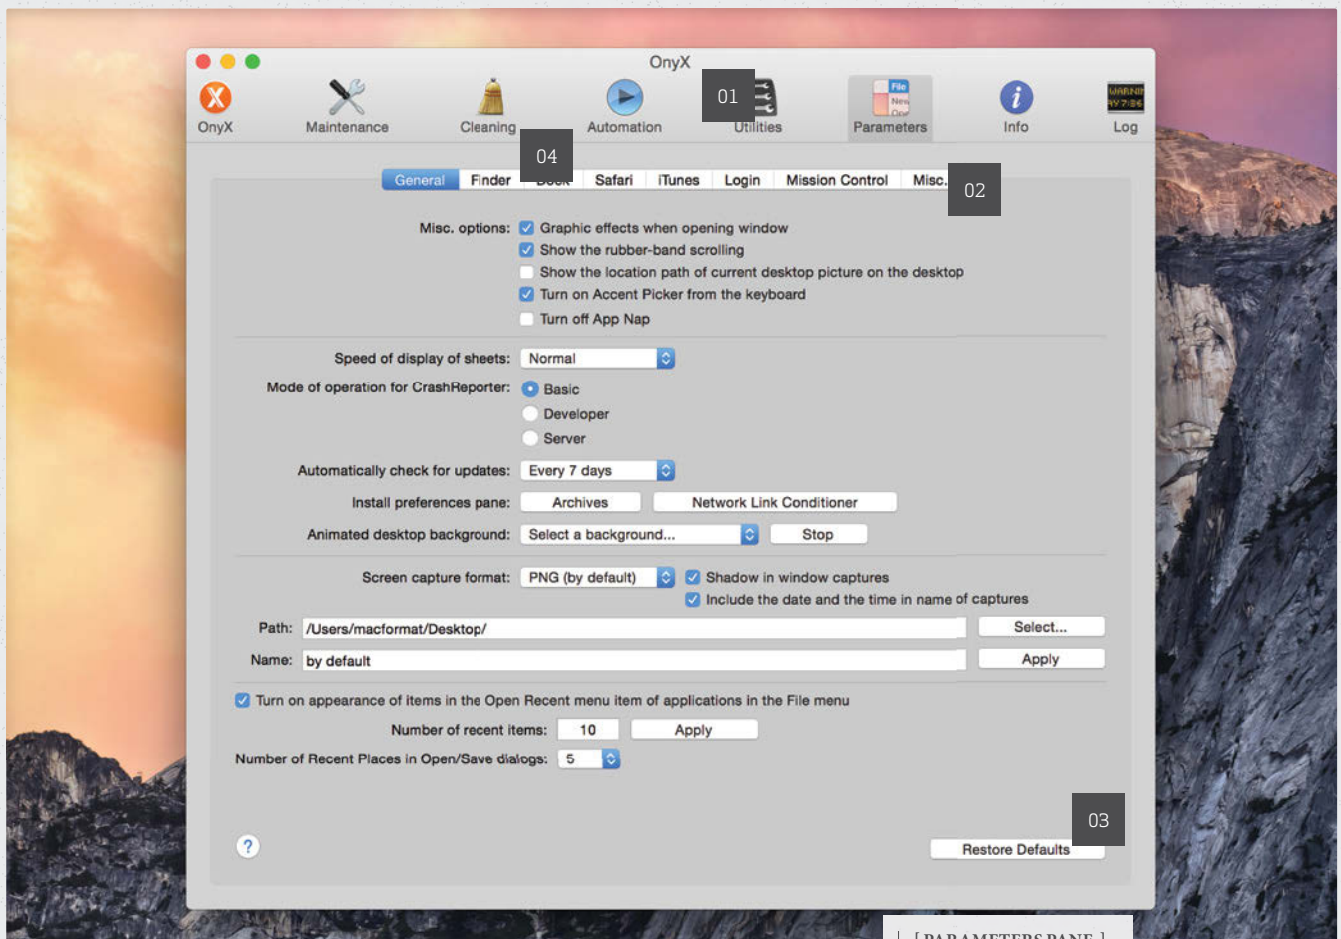 OnyX
01
OnyX
Maintenance
Cleaning
Automation
Utilities
Parameters
File
New
Info
Log
04
02
General
Finder
Dock
Safari
iTunes
Login
Mission Control
Misc.
Misc. options:
Graphic effects when opening window
Show the rubber-band scrolling
Show the location path of current desktop picture on the desktop
Turn on Accent Picker from the keyboard
Turn off App Nap
Speed of display of sheets: Normal
Mode of operation for CrashReporter: Basic
Developer
Server
Automatically check for updates: Every 7 days
Install preferences pane: Archives Network Link Conditioner
Animated desktop background: Select a background... Stop
Screen capture format: PNG (by default) Shadow in window captures
Include the date and the time in name of captures
Path: /Users/macformat/Desktop/ Select...
Name: by default Apply
Turn on appearance of items in the Open Recent menu item of applications in the File menu
Number of recent items: 10 Apply
Number of Recent Places in Open/Save dialogs: 5
03
? Restore Defaults
[ PARAMETERS PANE ]